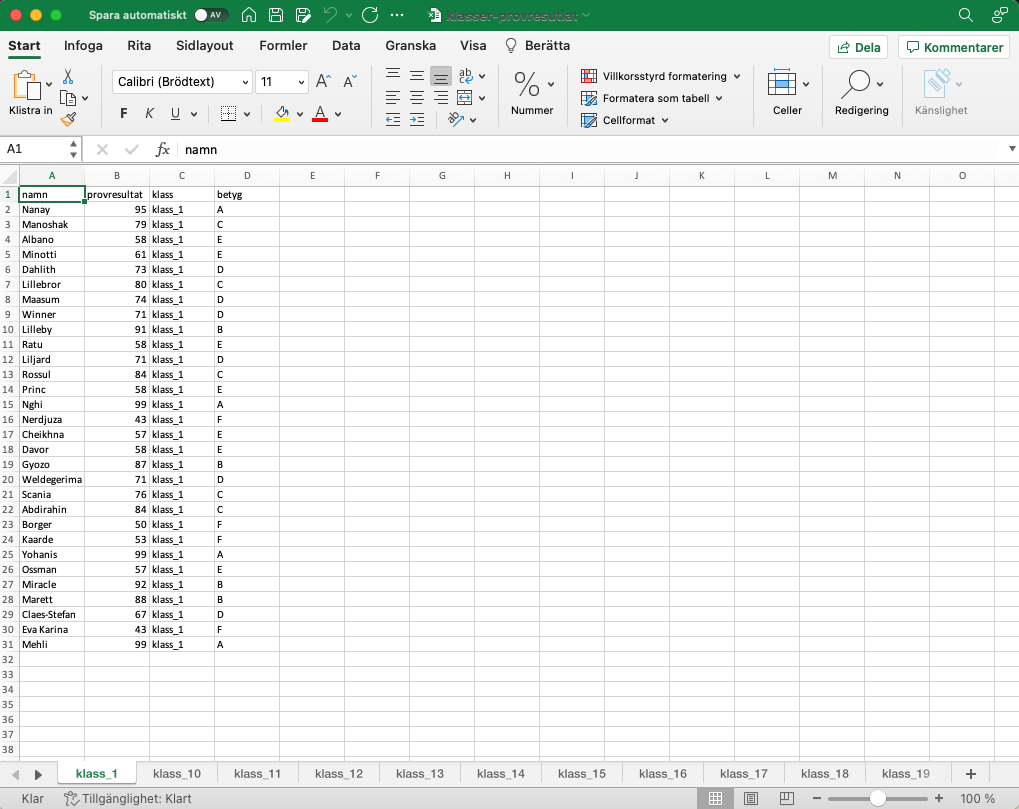 Spara automatiskt AV klasser-provresultat
Start Infoga Rita Sidlayout Formler Data Granska Visa Berätta Dela Kommentarer
Klistra in Calibri (Brödtext) 11 A A F K U A ab % Nummer Villkorsstyrd formatering Formatera som tabell Cellformat Celler Redigering Känslighet
A1 fx namn
A B C D E F G H I J K L M N O
1 namn provresultat klass betyg
2 Nanay 95 klass_1 A
3 Manoshak 79 klass_1 C
4 Albano 58 klass_1 E
5 Minotti 61 klass_1 E
6 Dahlith 73 klass_1 D
7 Lillebror 80 klass_1 C
8 Maasum 74 klass_1 D
9 Winner 71 klass_1 D
10 Lilleby 91 klass_1 B
11 Ratu 58 klass_1 E
12 Liljard 71 klass_1 D
13 Rossul 84 klass_1 C
14 Princ 58 klass_1 E
15 Nghi 99 klass_1 A
16 Nerdjuza 43 klass_1 F
17 Cheikhna 57 klass_1 E
18 Davor 58 klass_1 E
19 Gyozo 87 klass_1 B
20 Weldegerima 71 klass_1 D
21 Scania 76 klass_1 C
22 Abdirahin 84 klass_1 C
23 Borger 50 klass_1 F
24 Kaarde 53 klass_1 F
25 Yohanis 99 klass_1 A
26 Ossman 57 klass_1 E
27 Miracle 92 klass_1 B
28 Marett 88 klass_1 B
29 Claes-Stefan 67 klass_1 D
30 Eva Karina 43 klass_1 F
31 Mehli 99 klass_1 A
32
33
34
35
36
37
38
klass_1 klass_10 klass_11 klass_12 klass_13 klass_14 klass_15 klass_16 klass_17 klass_18 klass_19
Klar Tillgänglighet: Klart 100 %